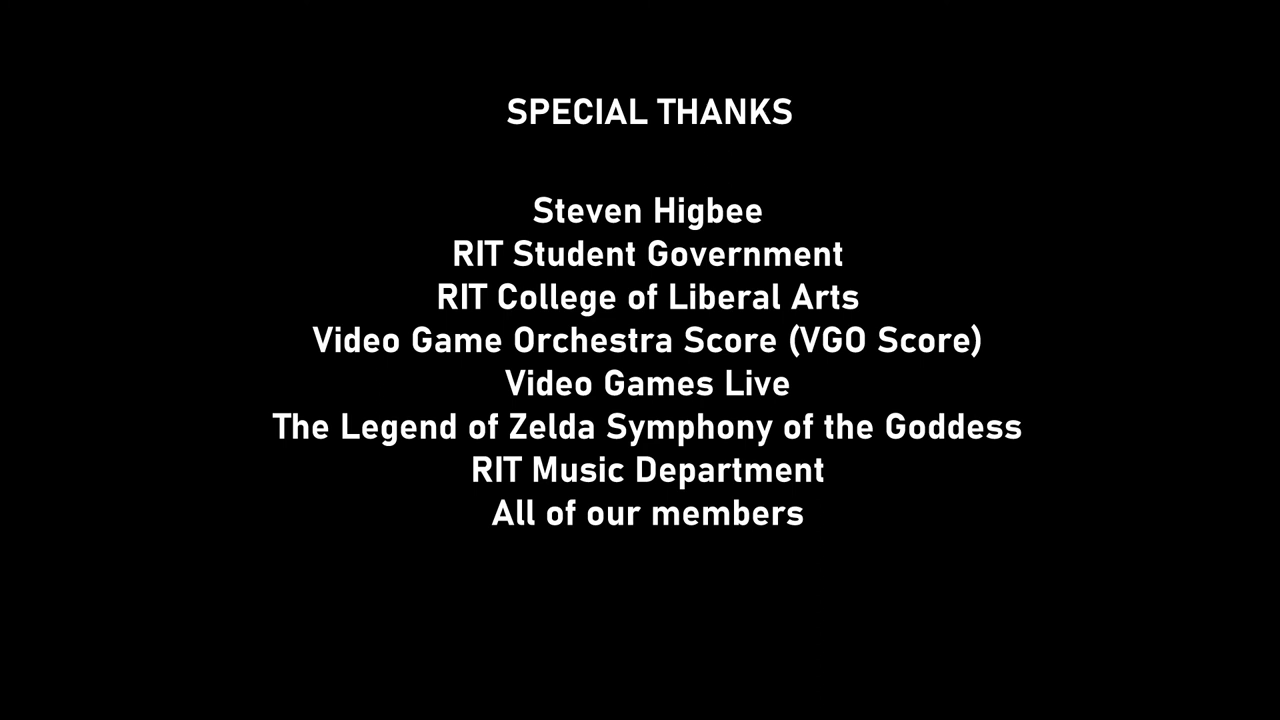 SPECIAL THANKS
Steven Higbee
RIT Student Government
RIT College of Liberal Arts
Video Game Orchestra Score (VGO Score)
Video Games Live
The Legend of Zelda Symphony of the Goddess
RIT Music Department
All of our members